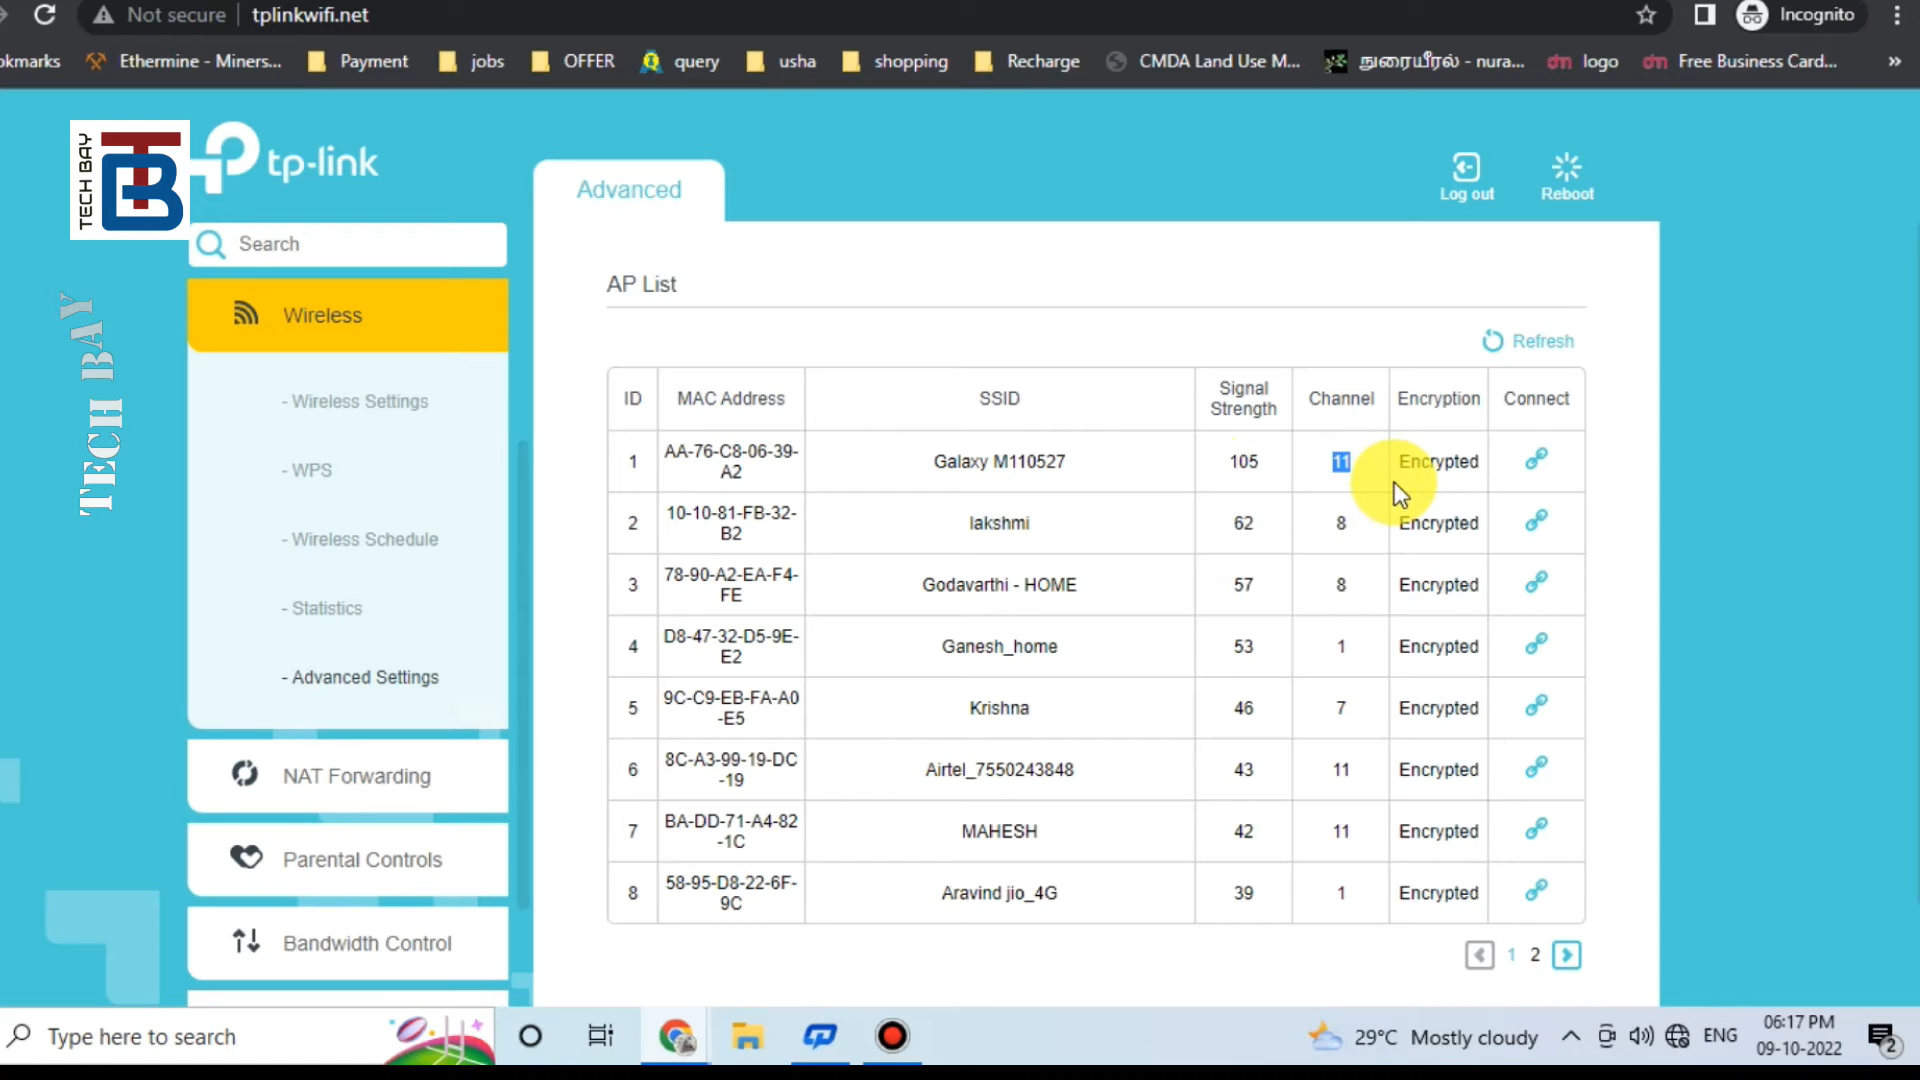 Not secure tplinkwifi.net Incognito
okmarks Ethermine - Miners... Payment jobs OFFER query usha shopping Recharge CMDA Land Use M... நுரையீரல் - nura... logo Free Business Card... »
TECH BAY
TB
tp-link
Advanced
Log out
Reboot
Search
TECH BAY
Wireless
- Wireless Settings
- WPS
- Wireless Schedule
- Statistics
- Advanced Settings
NAT Forwarding
Parental Controls
Bandwidth Control
AP List
Refresh
ID MAC Address SSID Signal Strength Channel Encryption Connect
1 AA-76-C8-06-39-A2 Galaxy M110527 105 11 Encrypted
2 10-10-81-FB-32-B2 lakshmi 62 8 Encrypted
3 78-90-A2-EA-F4-FE Godavarthi - HOME 57 8 Encrypted
4 D8-47-32-D5-9E-E2 Ganesh_home 53 1 Encrypted
5 9C-C9-EB-FA-A0-E5 Krishna 46 7 Encrypted
6 8C-A3-99-19-DC-19 Airtel_7550243848 43 11 Encrypted
7 BA-DD-71-A4-82-1C MAHESH 42 11 Encrypted
8 58-95-D8-22-6F-9C Aravind jio_4G 39 1 Encrypted
1 2
Type here to search
29°C Mostly cloudy
ENG
06:17 PM
09-10-2022
2